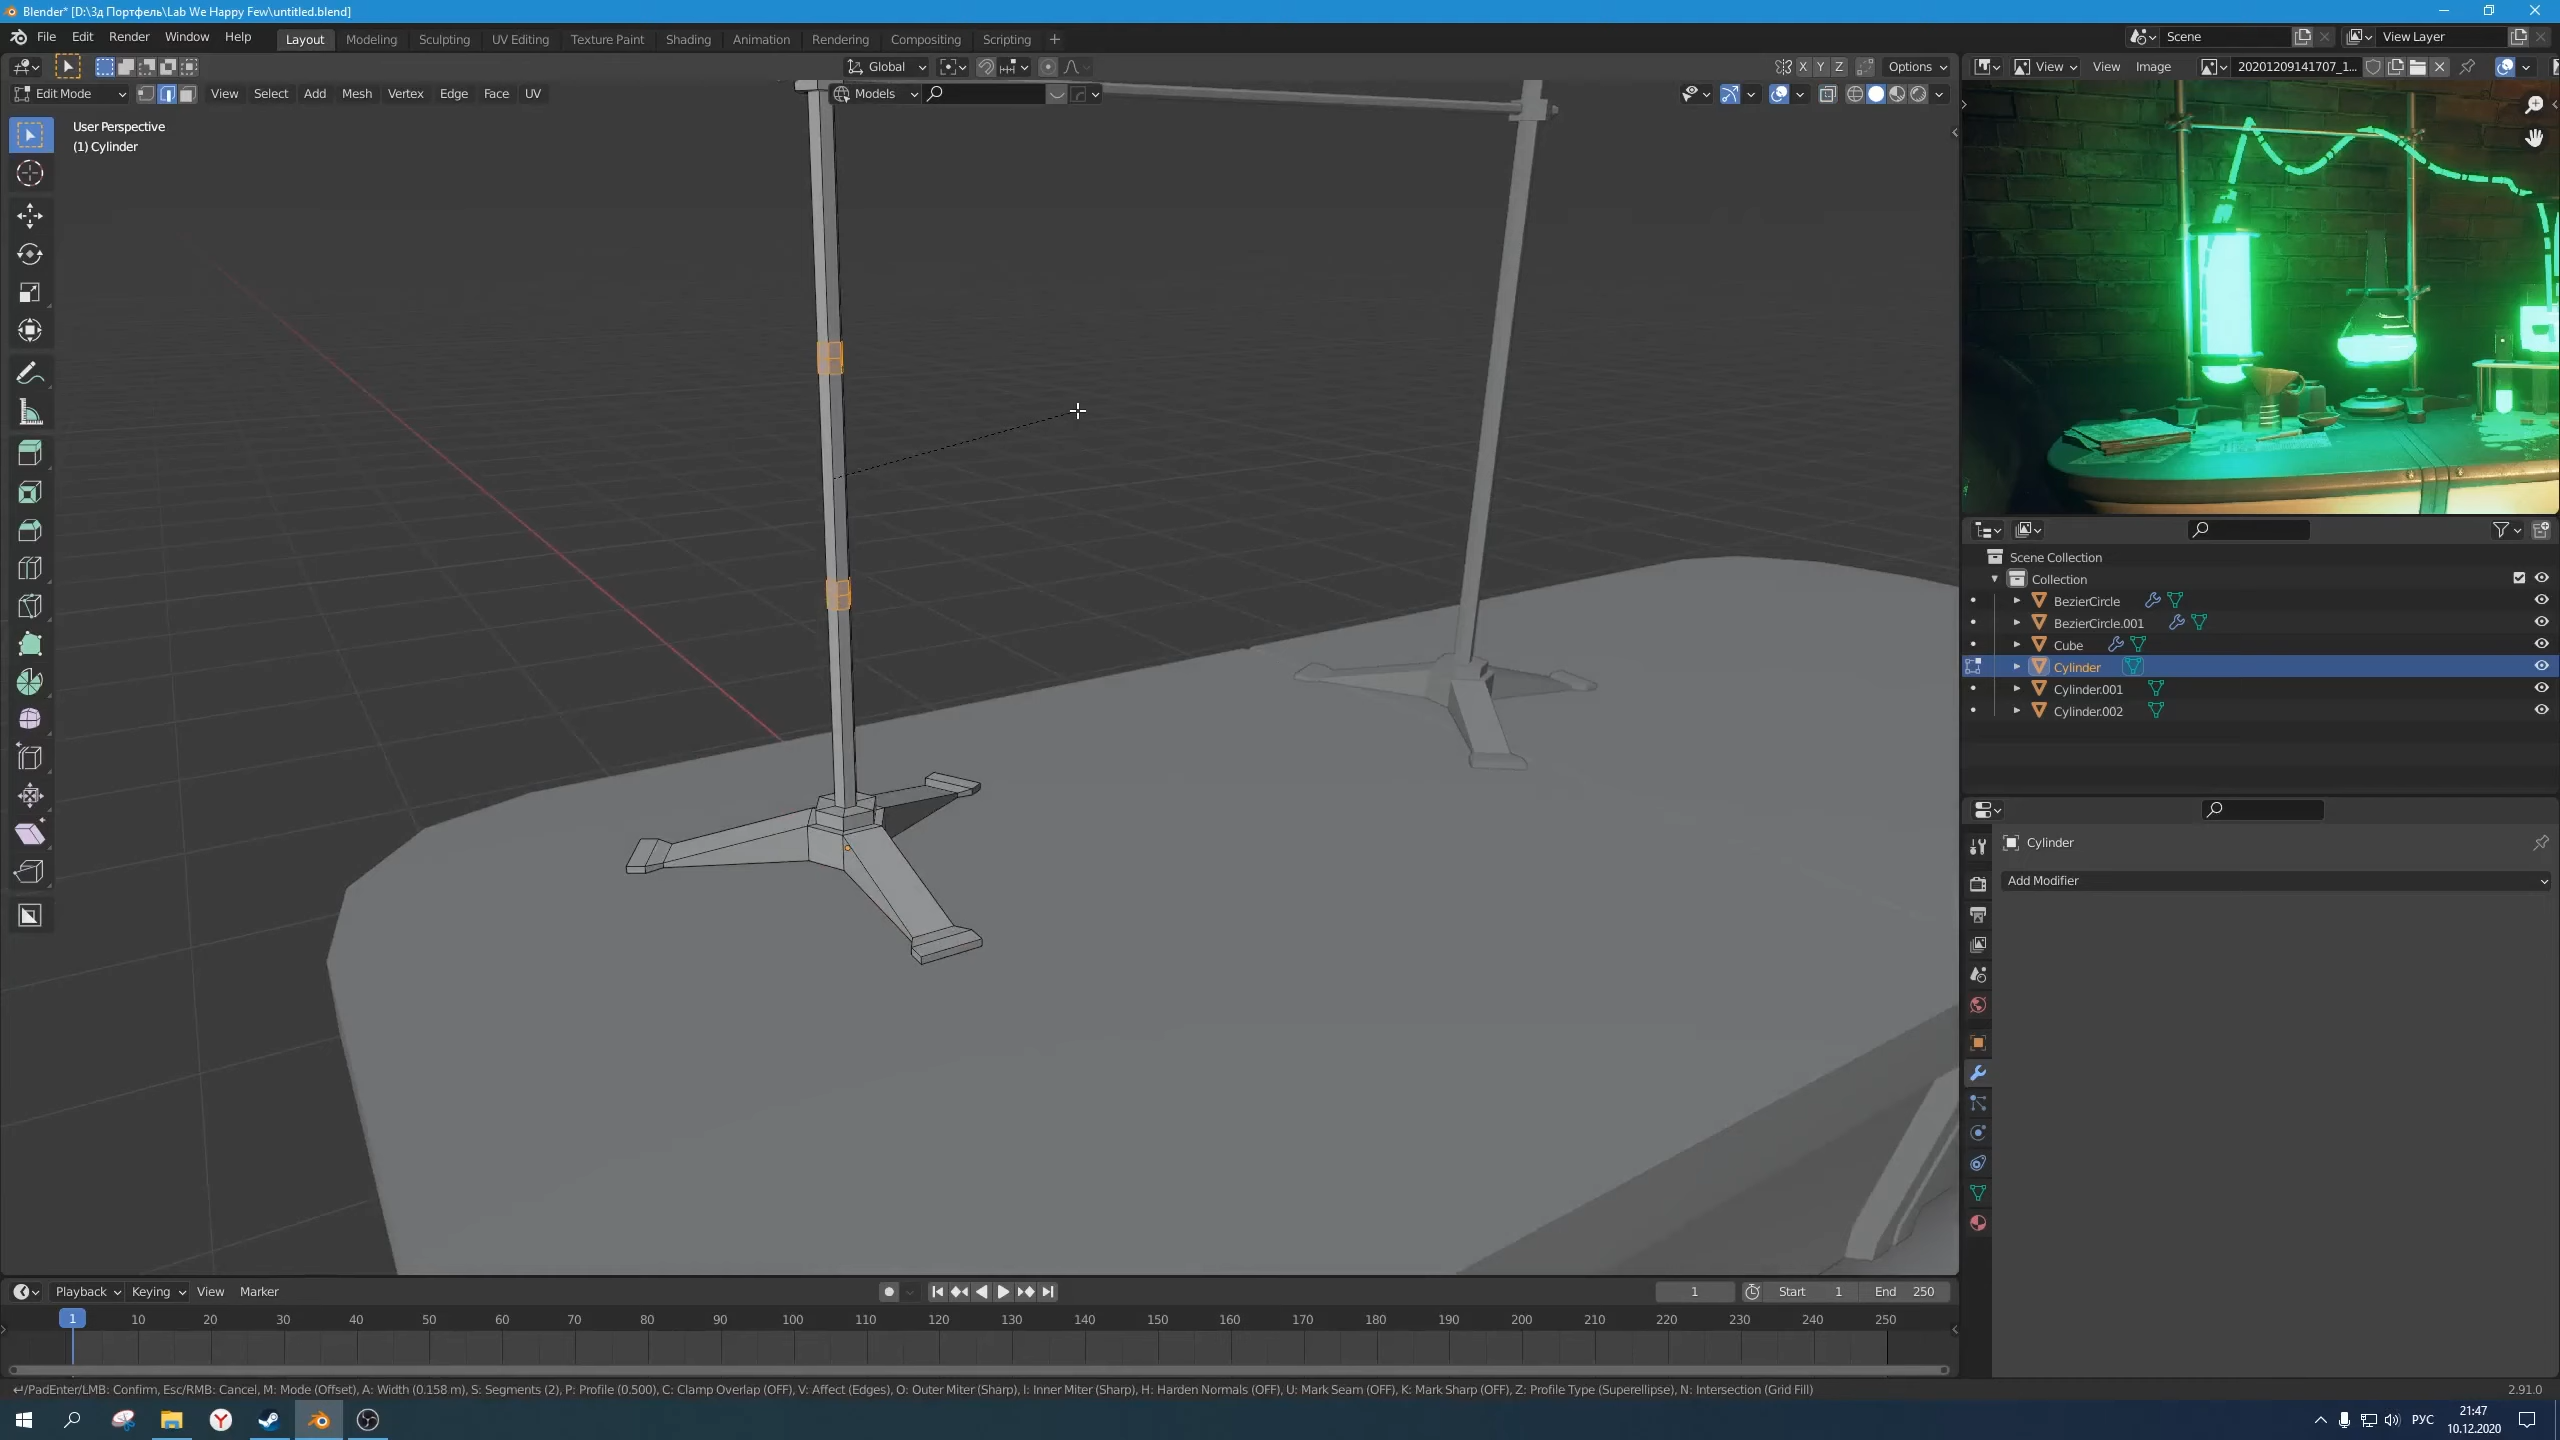 Blender* [D:\3д Портфель\Lab We Happy Few\untitled.blend]
File Edit Render Window Help Layout Modeling Sculpting UV Editing Texture Paint Shading Animation Rendering Compositing Scripting Scene View Layer
Global X Y Z Options View View Image 20201209141707_1...
Edit Mode View Select Add Mesh Vertex Edge Face UV Models
User Perspective
(1) Cylinder
Scene Collection
Collection
BezierCircle
BezierCircle.001
Cube
Cylinder
Cylinder.001
Cylinder.002
Cylinder
Add Modifier
Playback Keying View Marker 1 Start 1 End 250
1 10 20 30 40 50 60 70 80 90 100 110 120 130 140 150 160 170 180 190 200 210 220 230 240 250
/PadEnter/LMB: Confirm, Esc/RMB: Cancel, M: Mode (Offset), A: Width (0.158 m), S: Segments (2), P: Profile (0.500), C: Clamp Overlap (OFF), V: Affect (Edges), O: Outer Miter (Sharp), I: Inner Miter (Sharp), H: Harden Normals (OFF), U: Mark Seam (OFF), K: Mark Sharp (OFF), Z: Profile Type (Superellipse), N: Intersection (Grid Fill) 2.91.0
РУС 21:47
10.12.2020